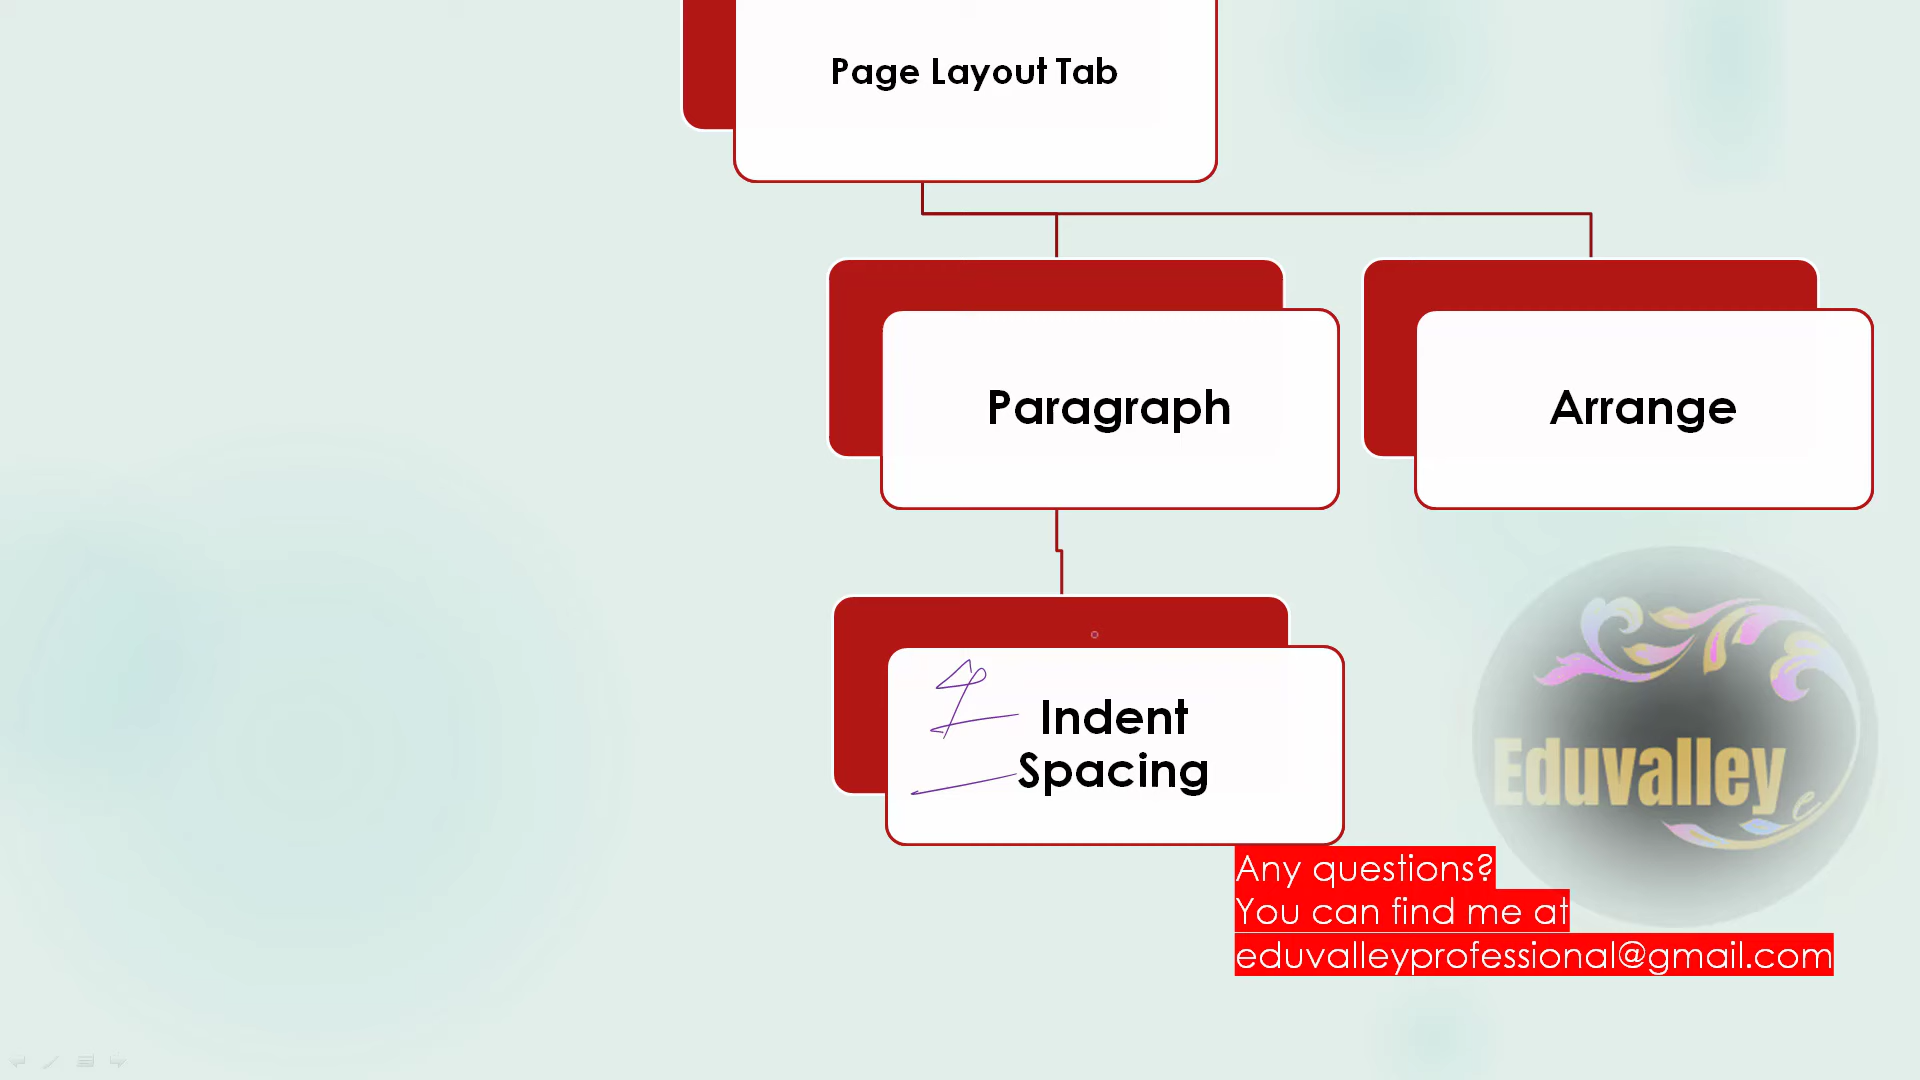 Page Layout Tab
Paragraph
Arrange
Indent
Spacing
Eduvalley
e
Any questions?
You can find me at
eduvalleyprofessional@gmail.com